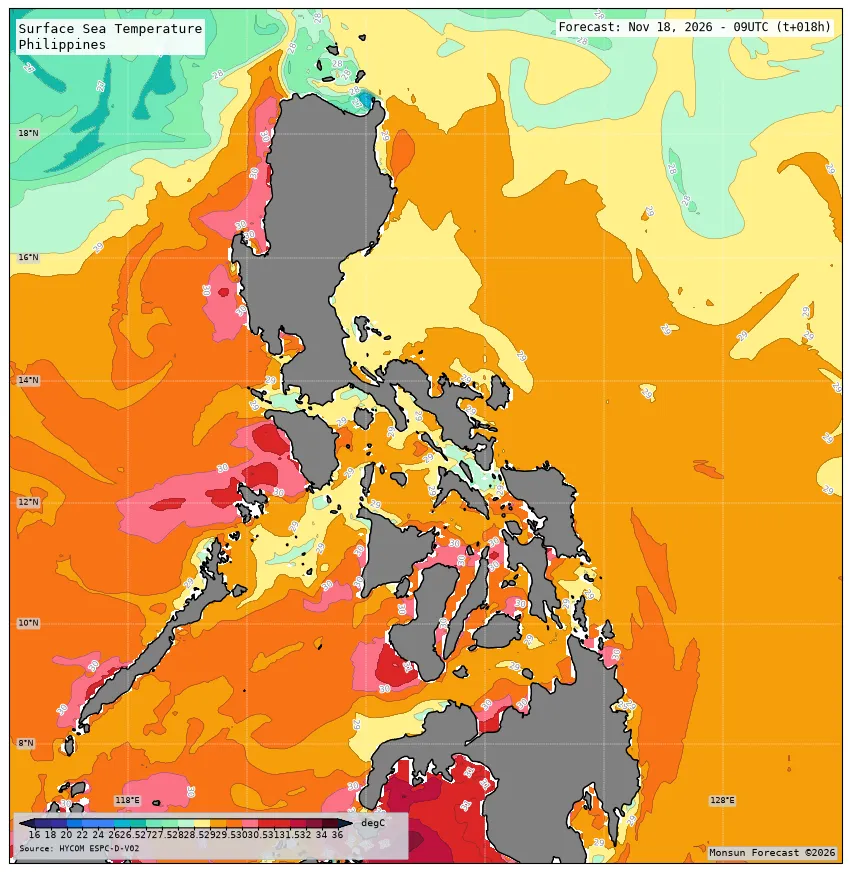 Surface Sea Temperature
Philippines
Forecast: Nov 18, 2026 - 09UTC (t+018h)
18°N
16°N
14°N
12°N
10°N
8°N
118°E
128°E
16 18 20 22 24 26 26.5 27 27.5 28 28.5 29 29.5 30 30.5 31 31.5 32 34 36 degC
Source: HYCOM ESPC-D-V02
Monsun Forecast ©2026